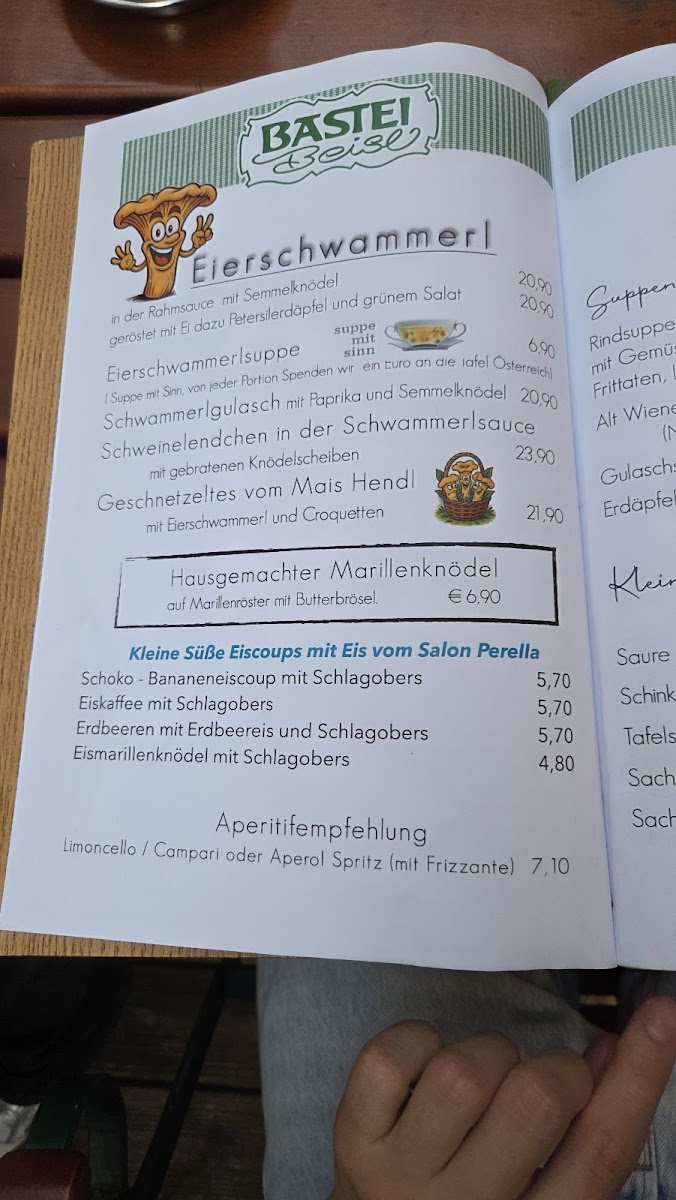 BASTEI
Beisl
Eierschwammerl
in der Rahmsauce mit Semmelknödel 20,90
geröstet mit Ei dazu Petersilerdäpfel und grünem Salat 20,90
Eierschwammerlsuppe 6,90
suppe
mit
sinn
( Suppe mit Sinn, von jeder Portion Spenden wir ein Euro an die Tafel Österreich)
Schwammerlgulasch mit Paprika und Semmelknödel 20,90
Schweinelendchen in der Schwammerlsauce
mit gebratenen Knödelscheiben 23,90
Geschnetzeltes vom Mais Hendl
mit Eierschwammerl und Croquetten 21,90
Hausgemachter Marillenknödel
auf Marillenröster mit Butterbrösel. € 6,90
Kleine Süße Eiscoups mit Eis vom Salon Perella
Schoko - Bananeneiscoup mit Schlagobers 5,70
Eiskaffee mit Schlagobers 5,70
Erdbeeren mit Erdbeereis und Schlagobers 5,70
Eismarillenknödel mit Schlagobers 4,80
Aperitifempfehlung
Limoncello / Campari oder Aperol Spritz (mit Frizzante) 7,10
Suppen
Rindsuppe
mit Gemüs
Frittaten,
Alt Wiene
Gulasch
Erdäpfel
Klein
Saure
Schink
Tafels
Sach
Sach